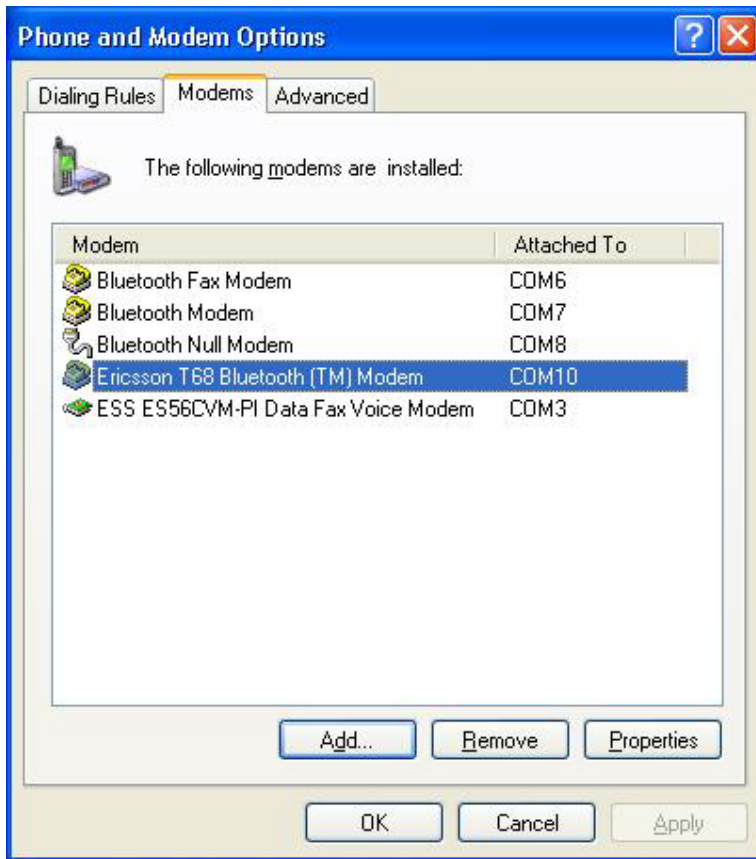 Phone and Modem Options
Dialing Rules Modems Advanced
The following modems are installed:
Modem Attached To
Bluetooth Fax Modem COM6
Bluetooth Modem COM7
Bluetooth Null Modem COM8
Ericsson T68 Bluetooth (TM) Modem COM10
ESS ES56CVM-PI Data Fax Voice Modem COM3
Add... Remove Properties
OK Cancel Apply